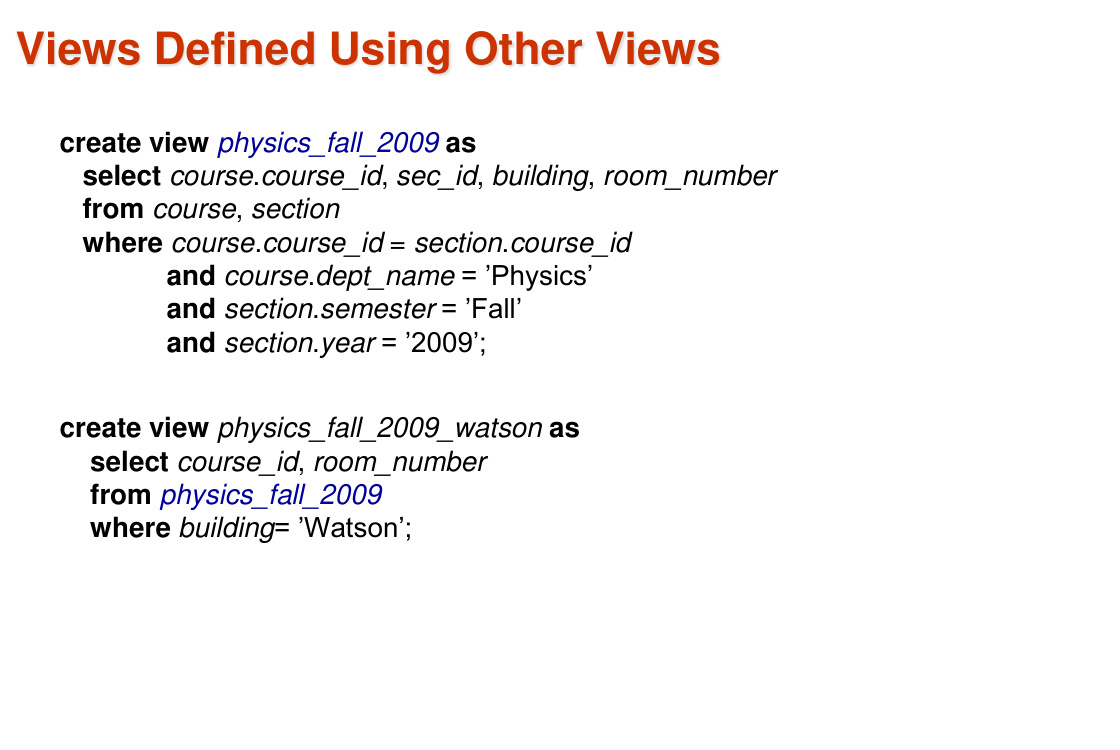 Views Defined Using Other Views
create view physics_fall_2009 as
select course.course_id, sec_id, building, room_number
from course, section
where course.course_id = section.course_id
and course.dept_name = ’Physics’
and section.semester = ’Fall’
and section.year = ’2009’;
create view physics_fall_2009_watson as
select course_id, room_number
from physics_fall_2009
where building= ’Watson’;